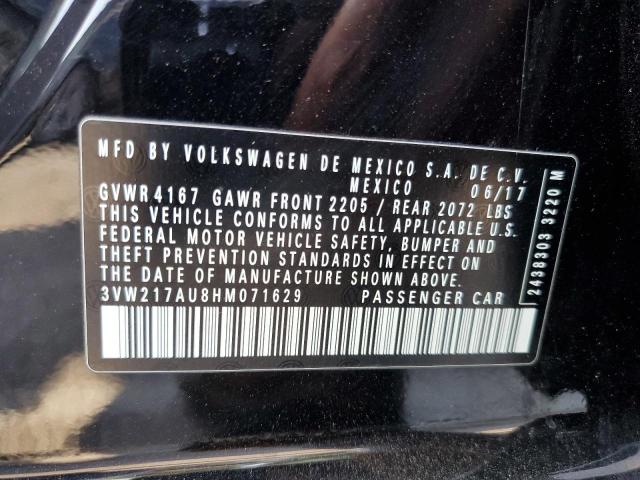 MFD BY VOLKSWAGEN DE MEXICO S.A. DE C.V.
MEXICO 06/17
GVWR 4167 GAWR FRONT 2205 / REAR 2072 LBS
THIS VEHICLE CONFORMS TO ALL APPLICABLE U.S.
FEDERAL MOTOR VEHICLE SAFETY, BUMPER AND
THEFT PREVENTION STANDARDS IN EFFECT ON
THE DATE OF MANUFACTURE SHOWN ABOVE.
3VW217AU8HM071629 PASSENGER CAR
2438303 3220 M